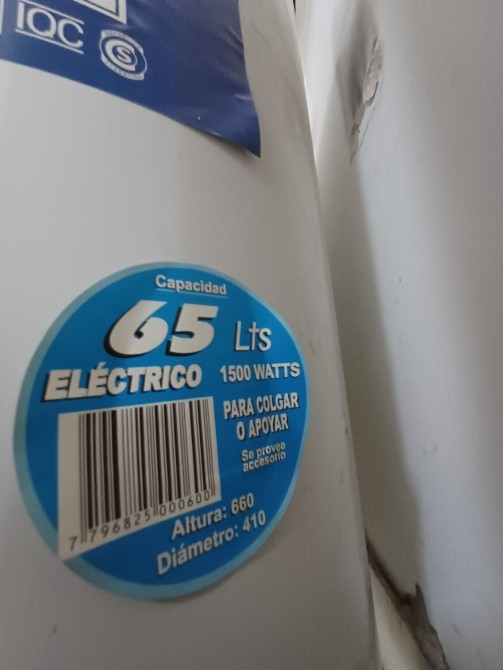 IQC
S
Capacidad
65 Lts
ELÉCTRICO 1500 WATTS
PARA COLGAR
O APOYAR
Se provee
accesorio
7 796825 000600
Altura: 660
Diámetro: 410